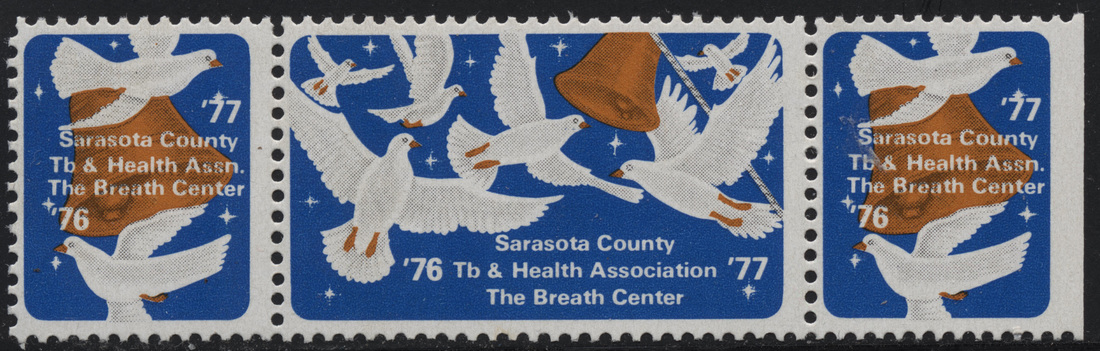 '77
Sarasota County
Tb & Health Assn.
The Breath Center
'76
Sarasota County
'76 Tb & Health Association '77
The Breath Center
'77
Sarasota County
Tb & Health Assn.
The Breath Center
'76